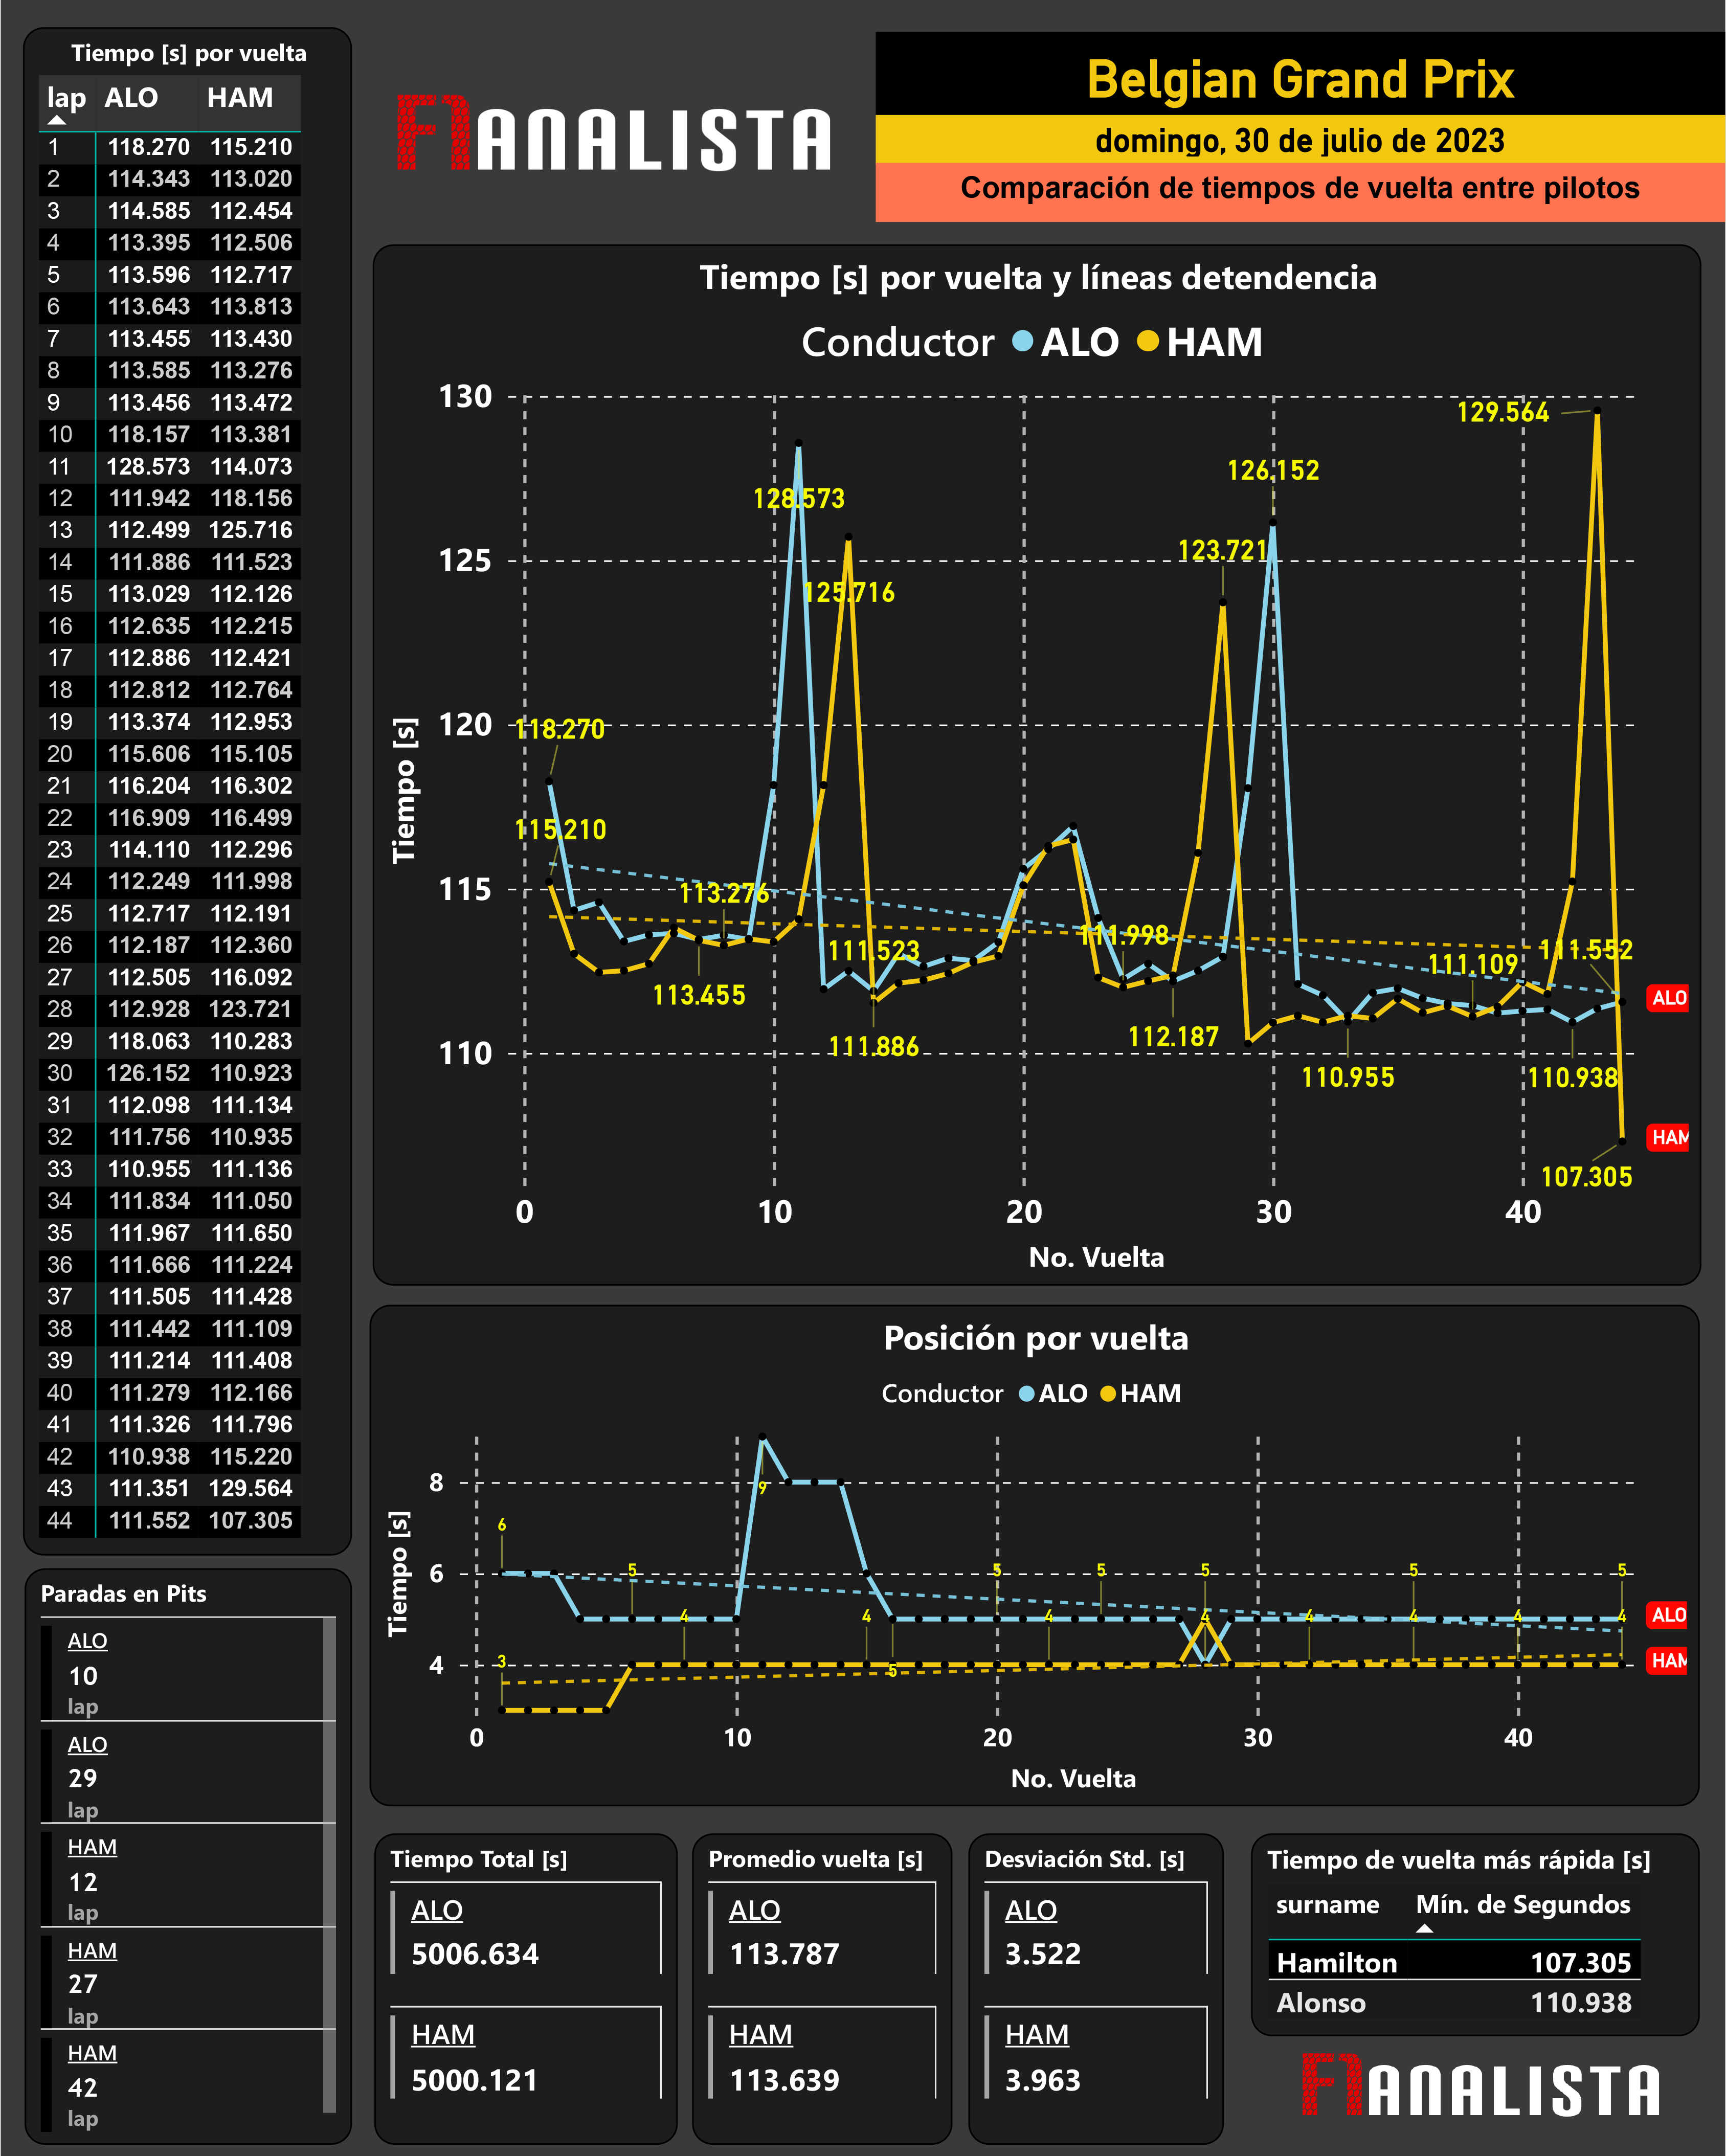 Tiempo [s] por vuelta
lap ALO HAM
1 118.270 115.210
2 114.343 113.020
3 114.585 112.454
4 113.395 112.506
5 113.596 112.717
6 113.643 113.813
7 113.455 113.430
8 113.585 113.276
9 113.456 113.472
10 118.157 113.381
11 128.573 114.073
12 111.942 118.156
13 112.499 125.716
14 111.886 111.523
15 113.029 112.126
16 112.635 112.215
17 112.886 112.421
18 112.812 112.764
19 113.374 112.953
20 115.606 115.105
21 116.204 116.302
22 116.909 116.499
23 114.110 112.296
24 112.249 111.998
25 112.717 112.191
26 112.187 112.360
27 112.505 116.092
28 112.928 123.721
29 118.063 110.283
30 126.152 110.923
31 112.098 111.134
32 111.756 110.935
33 110.955 111.136
34 111.834 111.050
35 111.967 111.650
36 111.666 111.224
37 111.505 111.428
38 111.442 111.109
39 111.214 111.408
40 111.279 112.166
41 111.326 111.796
42 110.938 115.220
43 111.351 129.564
44 111.552 107.305
Paradas en Pits
ALO
10
lap
ALO
29
lap
HAM
12
lap
HAM
27
lap
HAM
42
lap
F1ANALISTA
Belgian Grand Prix
domingo, 30 de julio de 2023
Comparación de tiempos de vuelta entre pilotos
Tiempo [s] por vuelta y líneas detendencia
Conductor ALO HAM
130
125
120
115
110
Tiempo [s]
129.564
126.152
128.573
123.721
125.716
118.270
115.210
113.276
111.998
111.523
111.552
111.109
113.455
112.187
111.886
110.955
110.938
107.305
ALO
HAM
0 10 20 30 40
No. Vuelta
Posición por vuelta
Conductor ALO HAM
8
6
4
Tiempo [s]
9
6
5 5 5 5 5 5
4 4 4 4 4 4 4 4
3 5
ALO
HAM
0 10 20 30 40
No. Vuelta
Tiempo Total [s]
ALO
5006.634
HAM
5000.121
Promedio vuelta [s]
ALO
113.787
HAM
113.639
Desviación Std. [s]
ALO
3.522
HAM
3.963
Tiempo de vuelta más rápida [s]
surname Mín. de Segundos
Hamilton 107.305
Alonso 110.938
F1ANALISTA